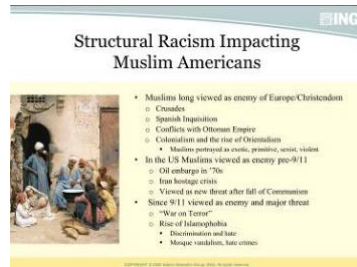 ING
Structural Racism Impacting
Muslim Americans
• Muslims long viewed as enemy of Europe/Christendom
o Crusades
o Spanish Inquisition
o Conflicts with Ottoman Empire
o Colonialism and the rise of Orientalism
▪ Muslims portrayed as exotic, primitive, sexist, violent
• In the US Muslims viewed as enemy pre-9/11
o Oil embargo in '70s
o Iran hostage crisis
o Viewed as new threat after fall of Communism
• Since 9/11 viewed as enemy and major threat
o "War on Terror"
o Rise of Islamophobia
▪ Discrimination and hate
▪ Mosque vandalism, hate crimes